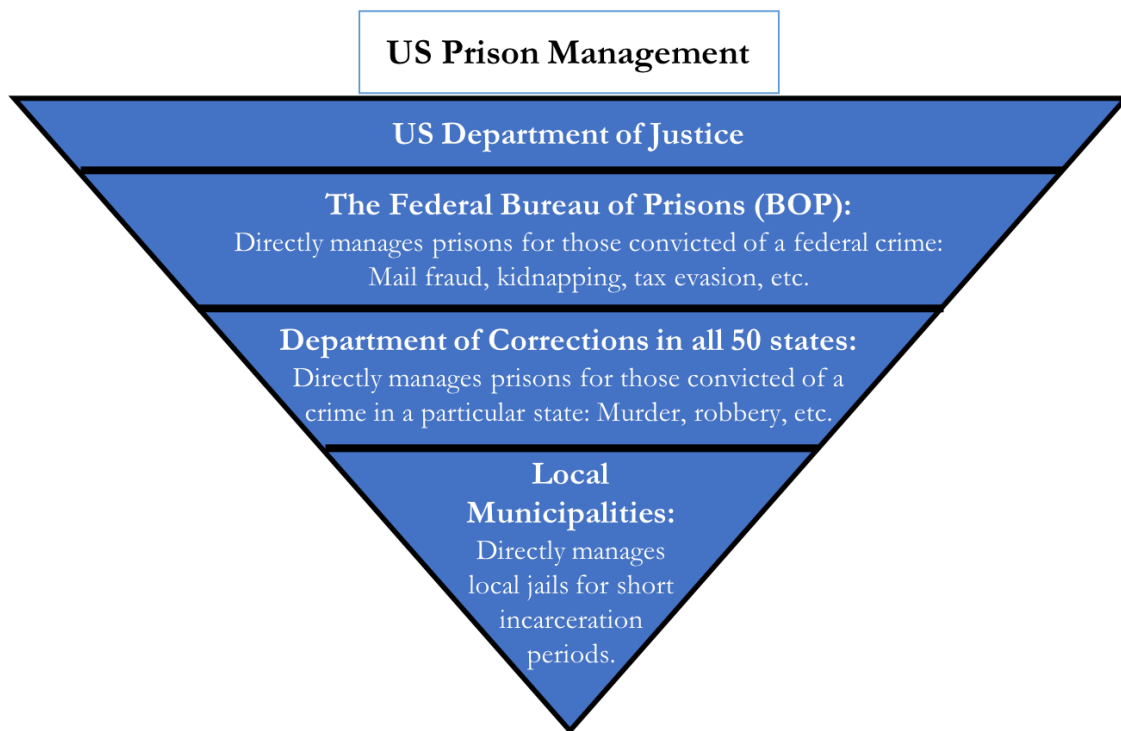 US Prison Management
US Department of Justice
The Federal Bureau of Prisons (BOP):
Directly manages prisons for those convicted of a federal crime:
Mail fraud, kidnapping, tax evasion, etc.
Department of Corrections in all 50 states:
Directly manages prisons for those convicted of a
crime in a particular state: Murder, robbery, etc.
Local
Municipalities:
Directly manages
local jails for short
incarceration
periods.